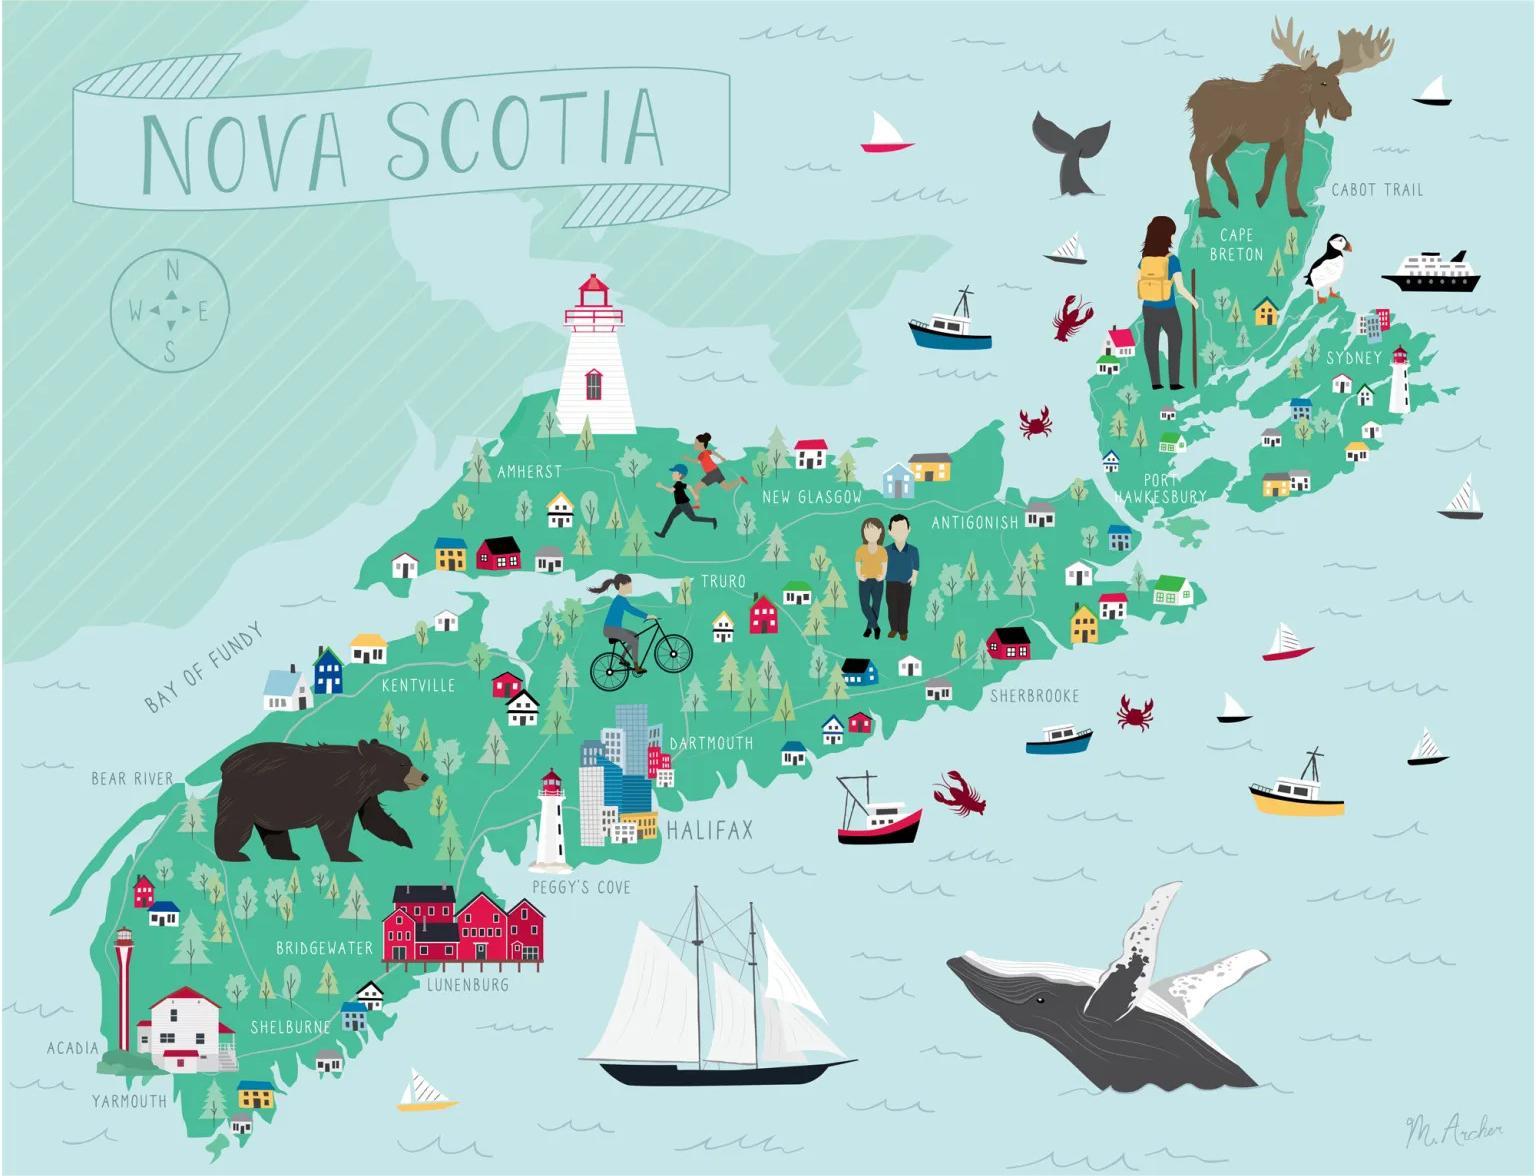 NOVA SCOTIA
N
W E
S
CABOT TRAIL
CAPE
BRETON
SYDNEY
AMHERST
NEW GLASGOW
PORT
HAWKESBURY
ANTIGONISH
TRURO
BAY OF FUNDY
KENTVILLE
SHERBROOKE
DARTMOUTH
BEAR RIVER
HALIFAX
PEGGY'S COVE
BRIDGEWATER
LUNENBURG
SHELBURNE
ACADIA
YARMOUTH
M. Archer